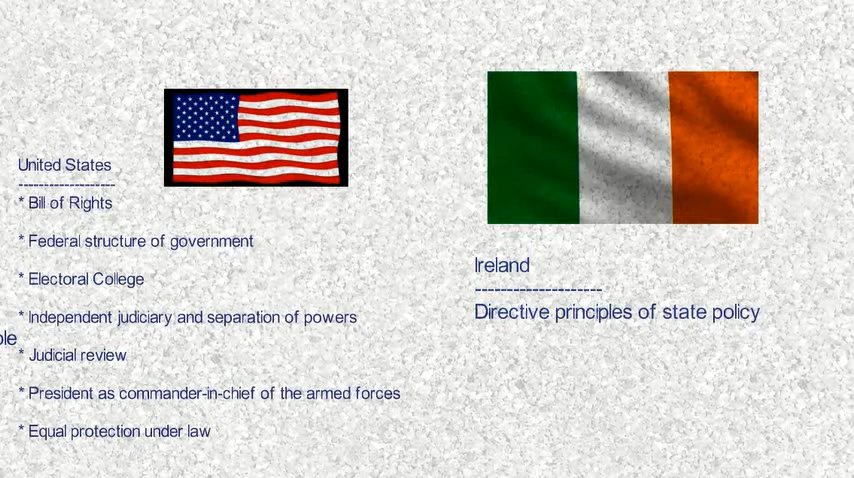 United States
-------------------
* Bill of Rights
* Federal structure of government
* Electoral College
* Independent judiciary and separation of powers
* Judicial review
* President as commander-in-chief of the armed forces
* Equal protection under law
Ireland
--------------------
Directive principles of state policy